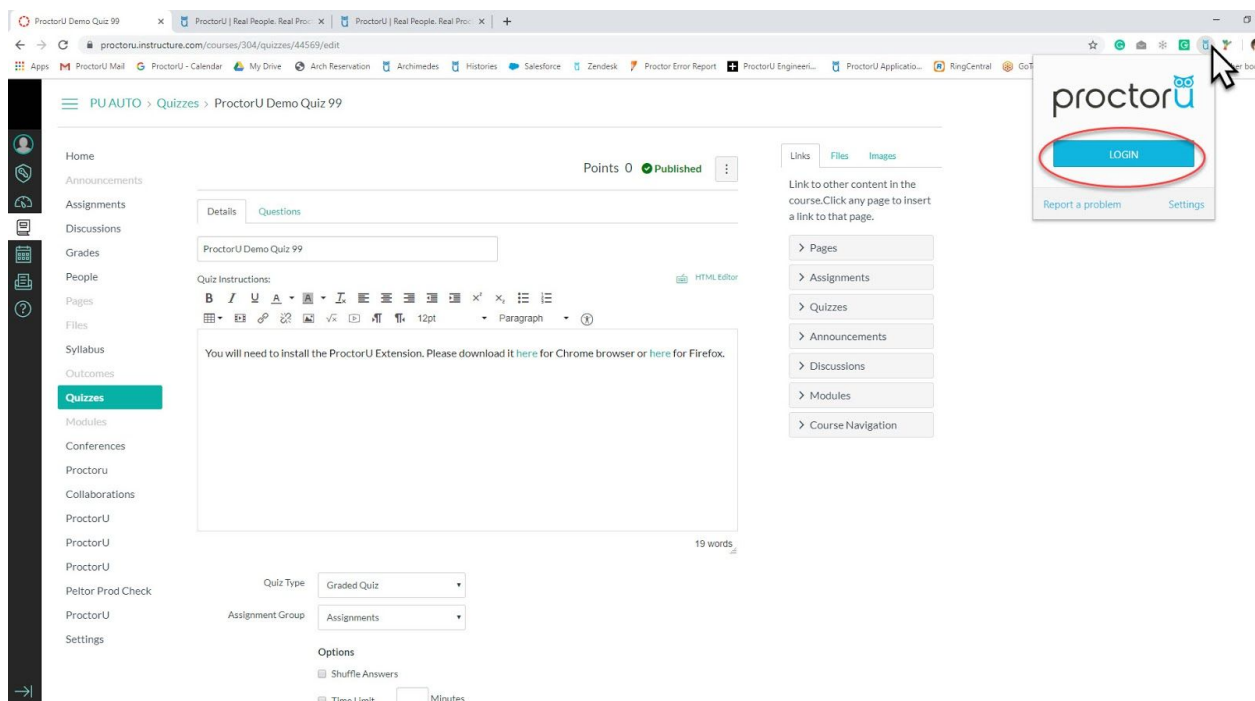 ProctorU Demo Quiz 99
ProctorU | Real People. Real Proc
ProctorU | Real People. Real Proc
proctoru.instructure.com/courses/304/quizzes/44569/edit
Apps
ProctorU Mail
ProctorU - Calendar
My Drive
Arch Reservation
Archimedes
Histories
Salesforce
Zendesk
Proctor Error Report
ProctorU Engineeri...
ProctorU Applicatio...
RingCentral
PU AUTO > Quizzes > ProctorU Demo Quiz 99
Home
Announcements
Assignments
Discussions
Grades
People
Pages
Files
Syllabus
Outcomes
Quizzes
Modules
Conferences
Proctoru
Collaborations
ProctorU
ProctorU
ProctorU
Peltor Prod Check
ProctorU
Settings
Points 0 Published
Details Questions
ProctorU Demo Quiz 99
Quiz Instructions:
HTML Editor
B I U A A
12pt Paragraph
You will need to install the ProctorU Extension. Please download it here for Chrome browser or here for Firefox.
19 words
Quiz Type Graded Quiz
Assignment Group Assignments
Options
Shuffle Answers
Time Limit Minutes
Links Files Images
Link to other content in the
course.Click any page to insert
a link to that page.
Pages
Assignments
Quizzes
Announcements
Discussions
Modules
Course Navigation
proctoru
LOGIN
Report a problem Settings